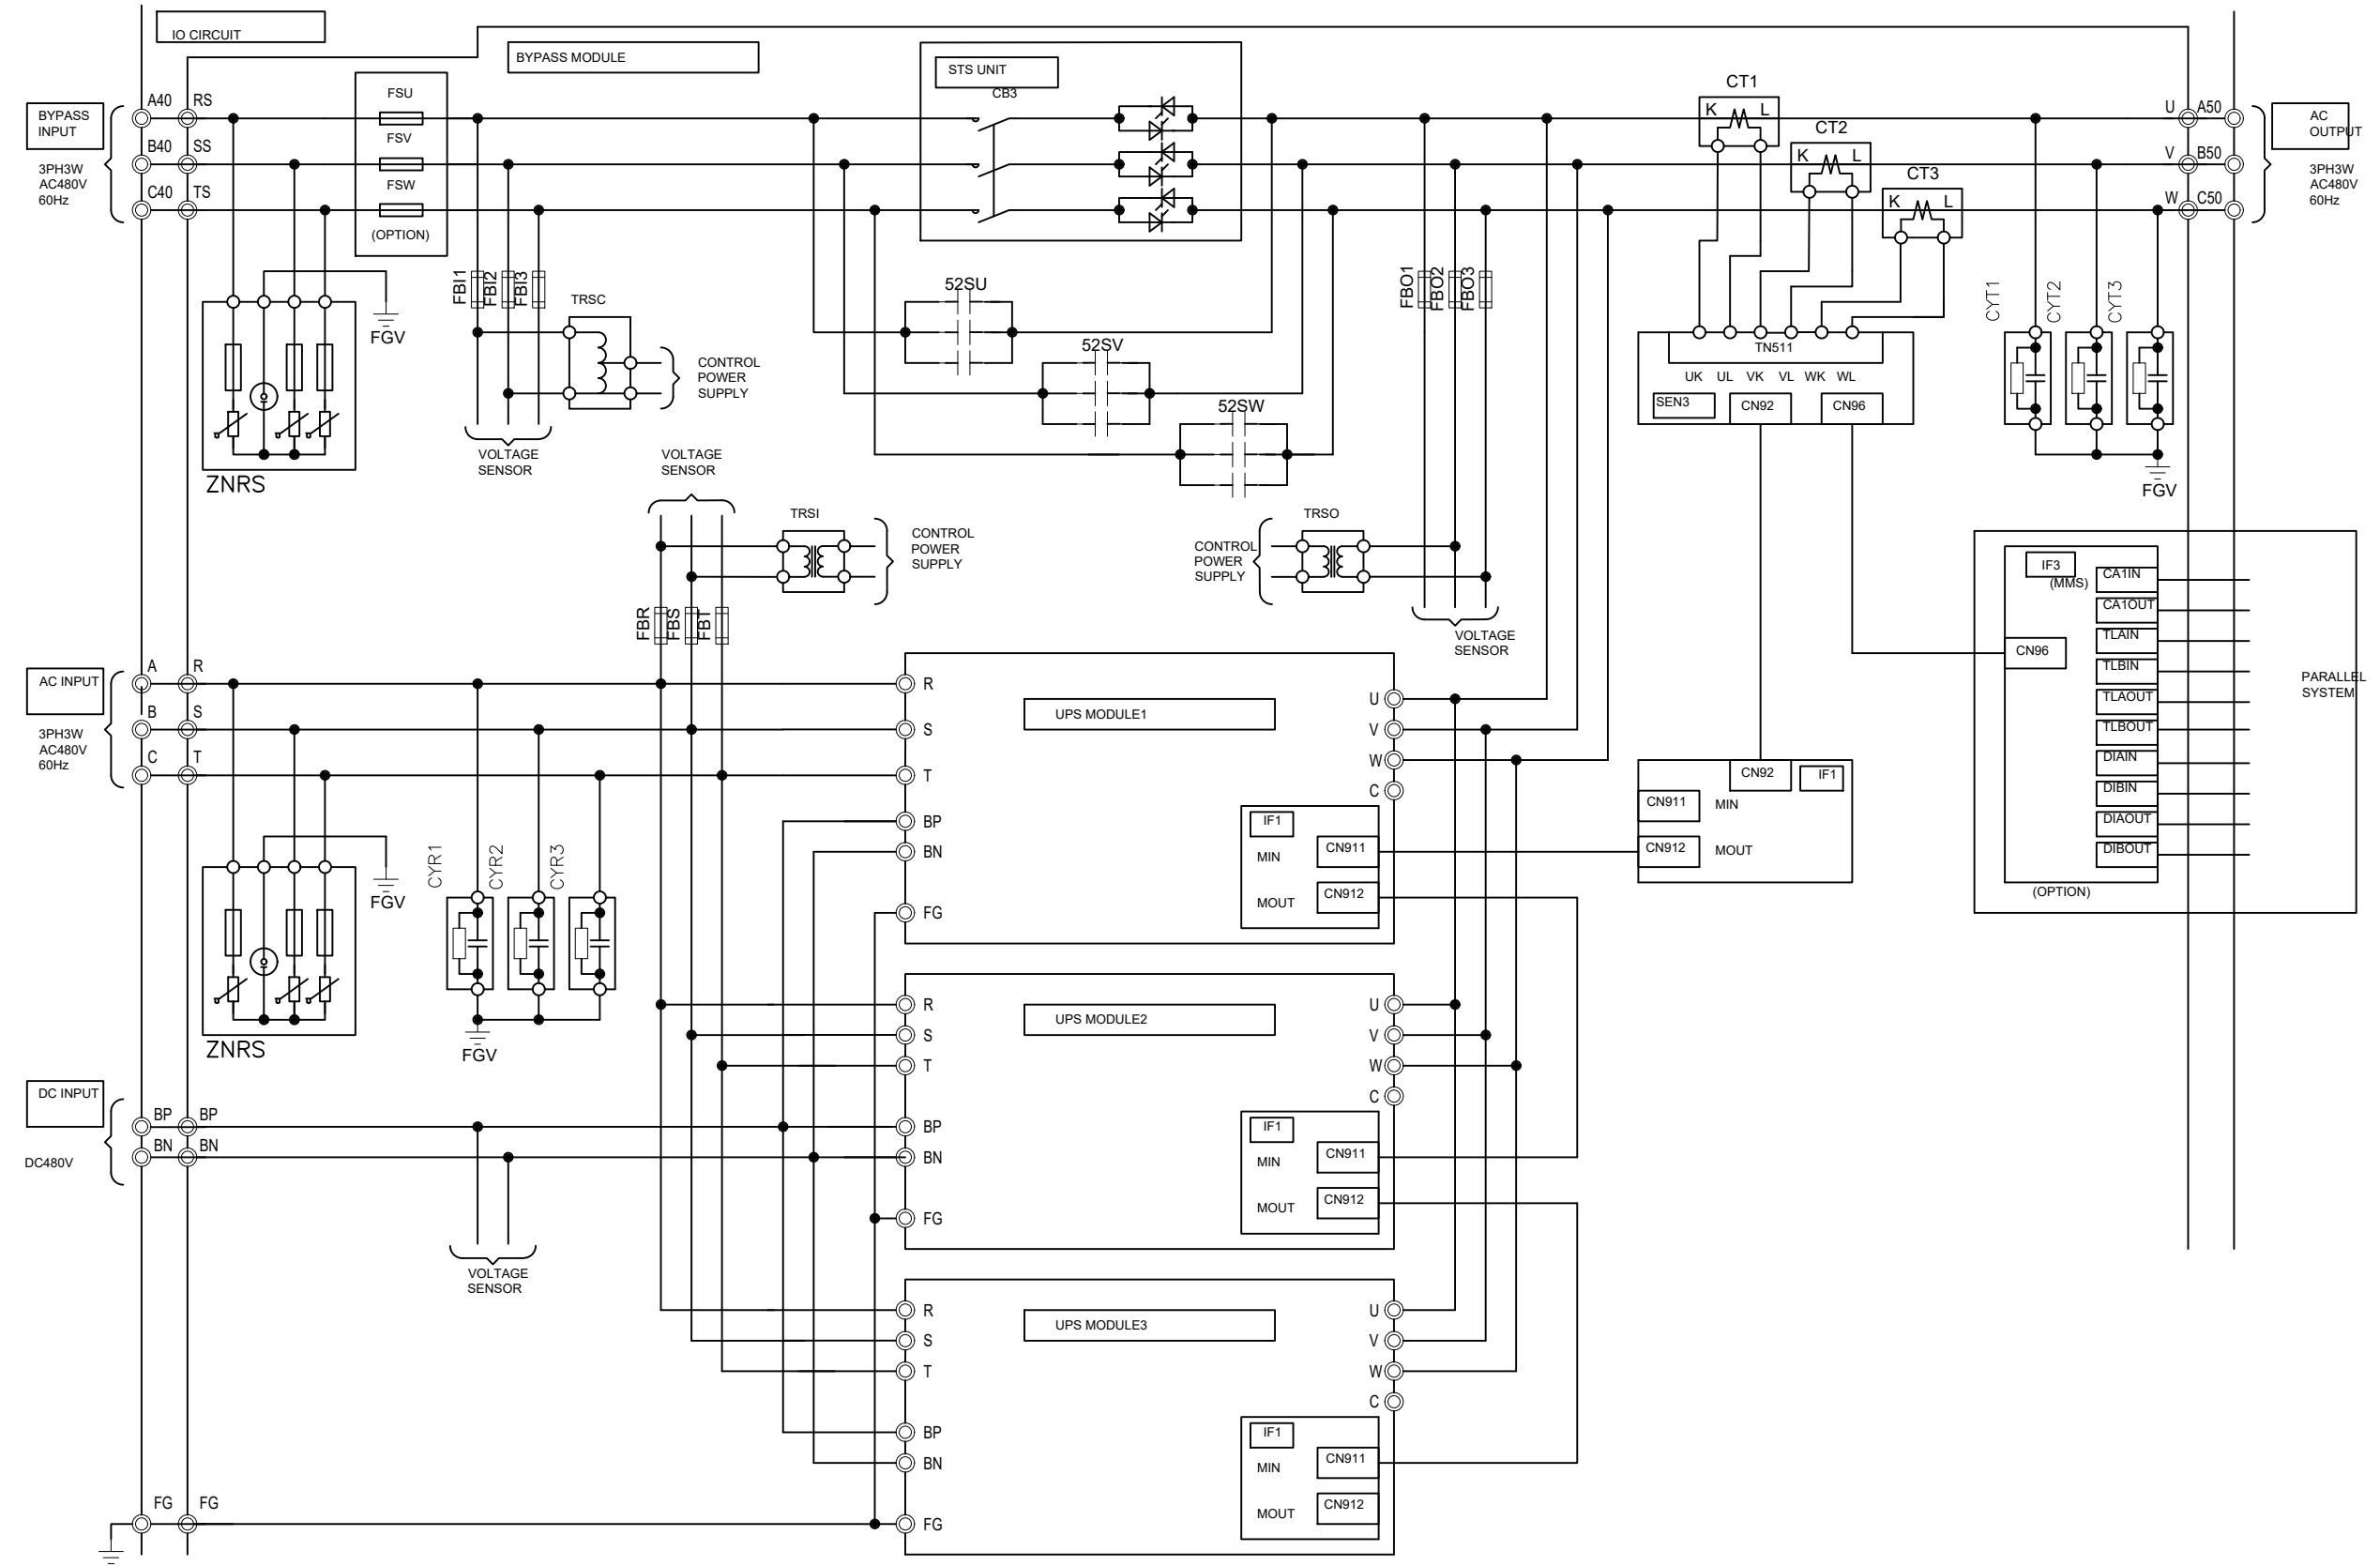 IO CIRCUIT
BYPASS MODULE
STS UNIT
CB3
BYPASS
INPUT
3PH3W
AC480V
60Hz
A40 RS
B40 SS
C40 TS
FSU
FSV
FSW
(OPTION)
CT1
K L
CT2
K L
CT3
K L
U A50
V B50
W C50
AC
OUTPUT
3PH3W
AC480V
60Hz
FGV
ZNRS
FBI1
FBI2
FBI3
TRSC
CONTROL
POWER
SUPPLY
VOLTAGE
SENSOR
52SU
52SV
52SW
FBO1
FBO2
FBO3
TN511
UK UL VK VL WK WL
SEN3
CN92
CN96
CYT1
CYT2
CYT3
FGV
VOLTAGE
SENSOR
TRSI
CONTROL
POWER
SUPPLY
TRSO
CONTROL
POWER
SUPPLY
VOLTAGE
SENSOR
FBR
FBS
FBT
IF3
(MMS)
CN96
CA1IN
CA1OUT
TLAIN
TLBIN
TLAOUT
TLBOUT
DIAIN
DIBIN
DIAOUT
DIBOUT
(OPTION)
PARALLEL
SYSTEM
AC INPUT
3PH3W
AC480V
60Hz
A R
B S
C T
FGV
ZNRS
CYR1
CYR2
CYR3
FGV
UPS MODULE1
R
S
T
BP
BN
FG
U
V
W
C
IF1
MIN
CN911
MOUT
CN912
CN92
IF1
CN911
MIN
CN912
MOUT
UPS MODULE2
R
S
T
BP
BN
FG
U
V
W
C
IF1
MIN
CN911
MOUT
CN912
DC INPUT
DC480V
BP BP
BN BN
VOLTAGE
SENSOR
UPS MODULE3
R
S
T
BP
BN
FG
U
V
W
C
IF1
MIN
CN911
MOUT
CN912
FG FG